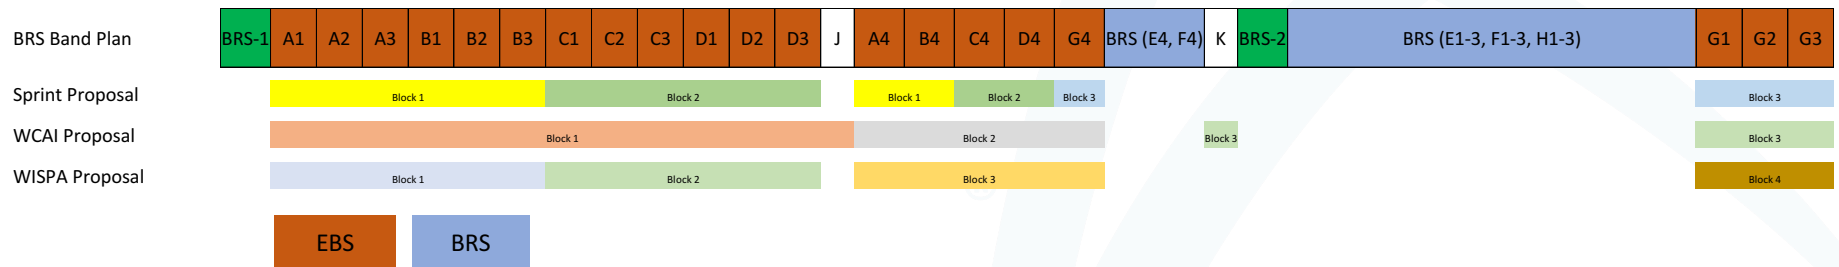 BRS Band Plan BRS-1 A1 A2 A3 B1 B2 B3 C1 C2 C3 D1 D2 D3 J A4 B4 C4 D4 G4 BRS (E4, F4) K BRS-2 BRS (E1-3, F1-3, H1-3) G1 G2 G3
Sprint Proposal Block 1 Block 2 Block 1 Block 2 Block 3 Block 3
WCAI Proposal Block 1 Block 2 Block 3 Block 3
WISPA Proposal Block 1 Block 2 Block 3 Block 4
EBS BRS